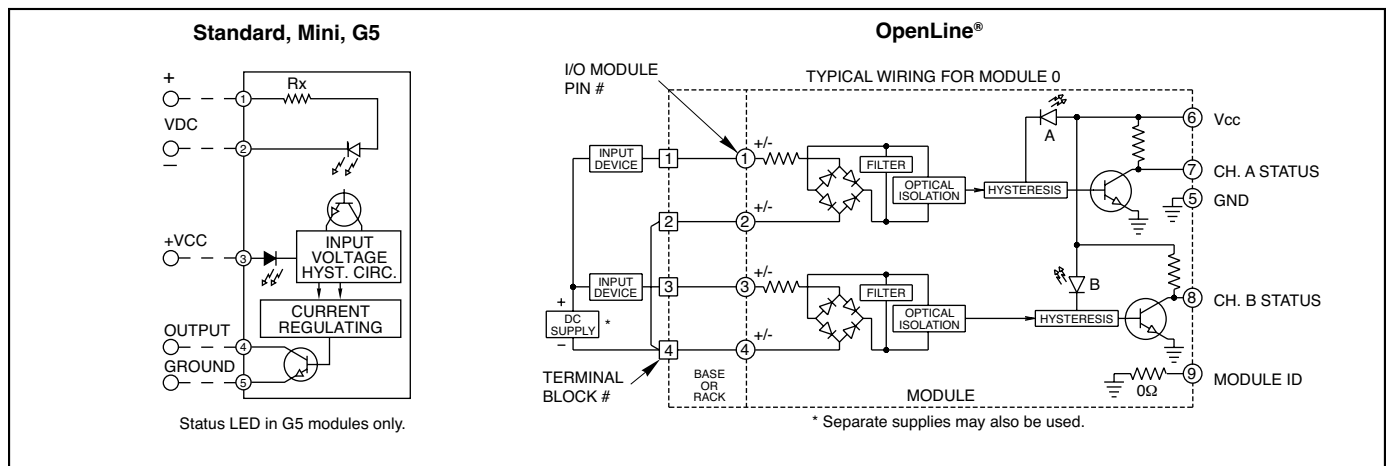 Standard, Mini, G5
+
1
Rx
VDC
–
2
+VCC
3
INPUT
VOLTAGE
HYST. CIRC.
CURRENT
REGULATING
OUTPUT
4
GROUND
5
Status LED in G5 modules only.
OpenLine®
I/O MODULE
PIN #
TYPICAL WIRING FOR MODULE 0
A
6
Vcc
INPUT
DEVICE
1
1
+/-
FILTER
OPTICAL
ISOLATION
HYSTERESIS
7
CH. A STATUS
5
GND
2
2
+/-
INPUT
DEVICE
3
3
+/-
FILTER
OPTICAL
ISOLATION
B
HYSTERESIS
8
CH. B STATUS
+
DC
SUPPLY
*
–
4
4
+/-
TERMINAL
BLOCK #
BASE
OR
RACK
MODULE
0Ω
9
MODULE ID
* Separate supplies may also be used.